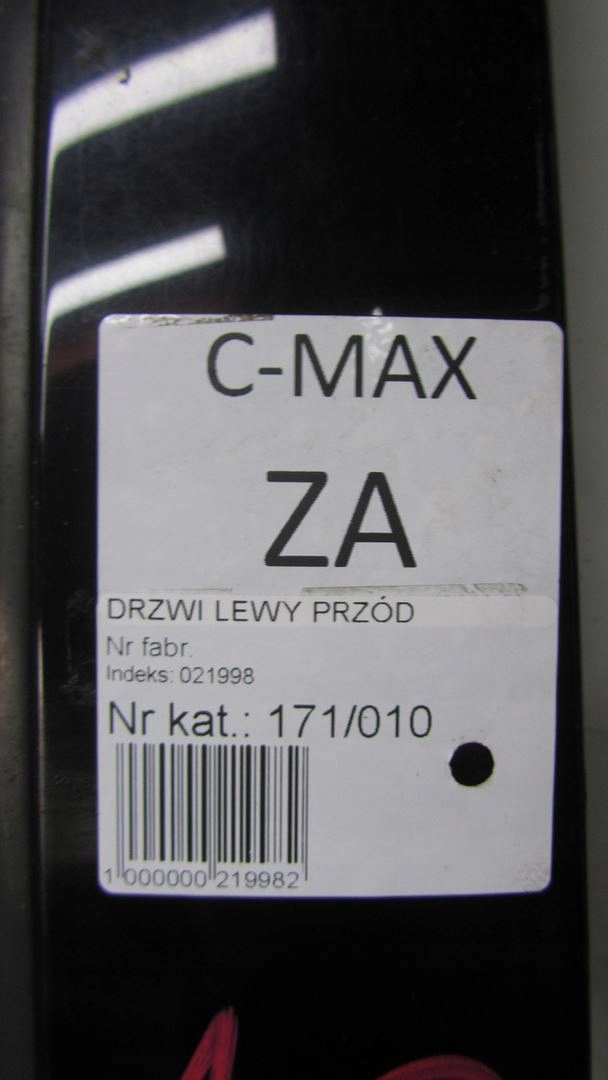 C-MAX
ZA
DRZWI LEWY PRZÓD
Nr fabr.
Indeks: 021998
Nr kat.: 171/010
1 000000 219982